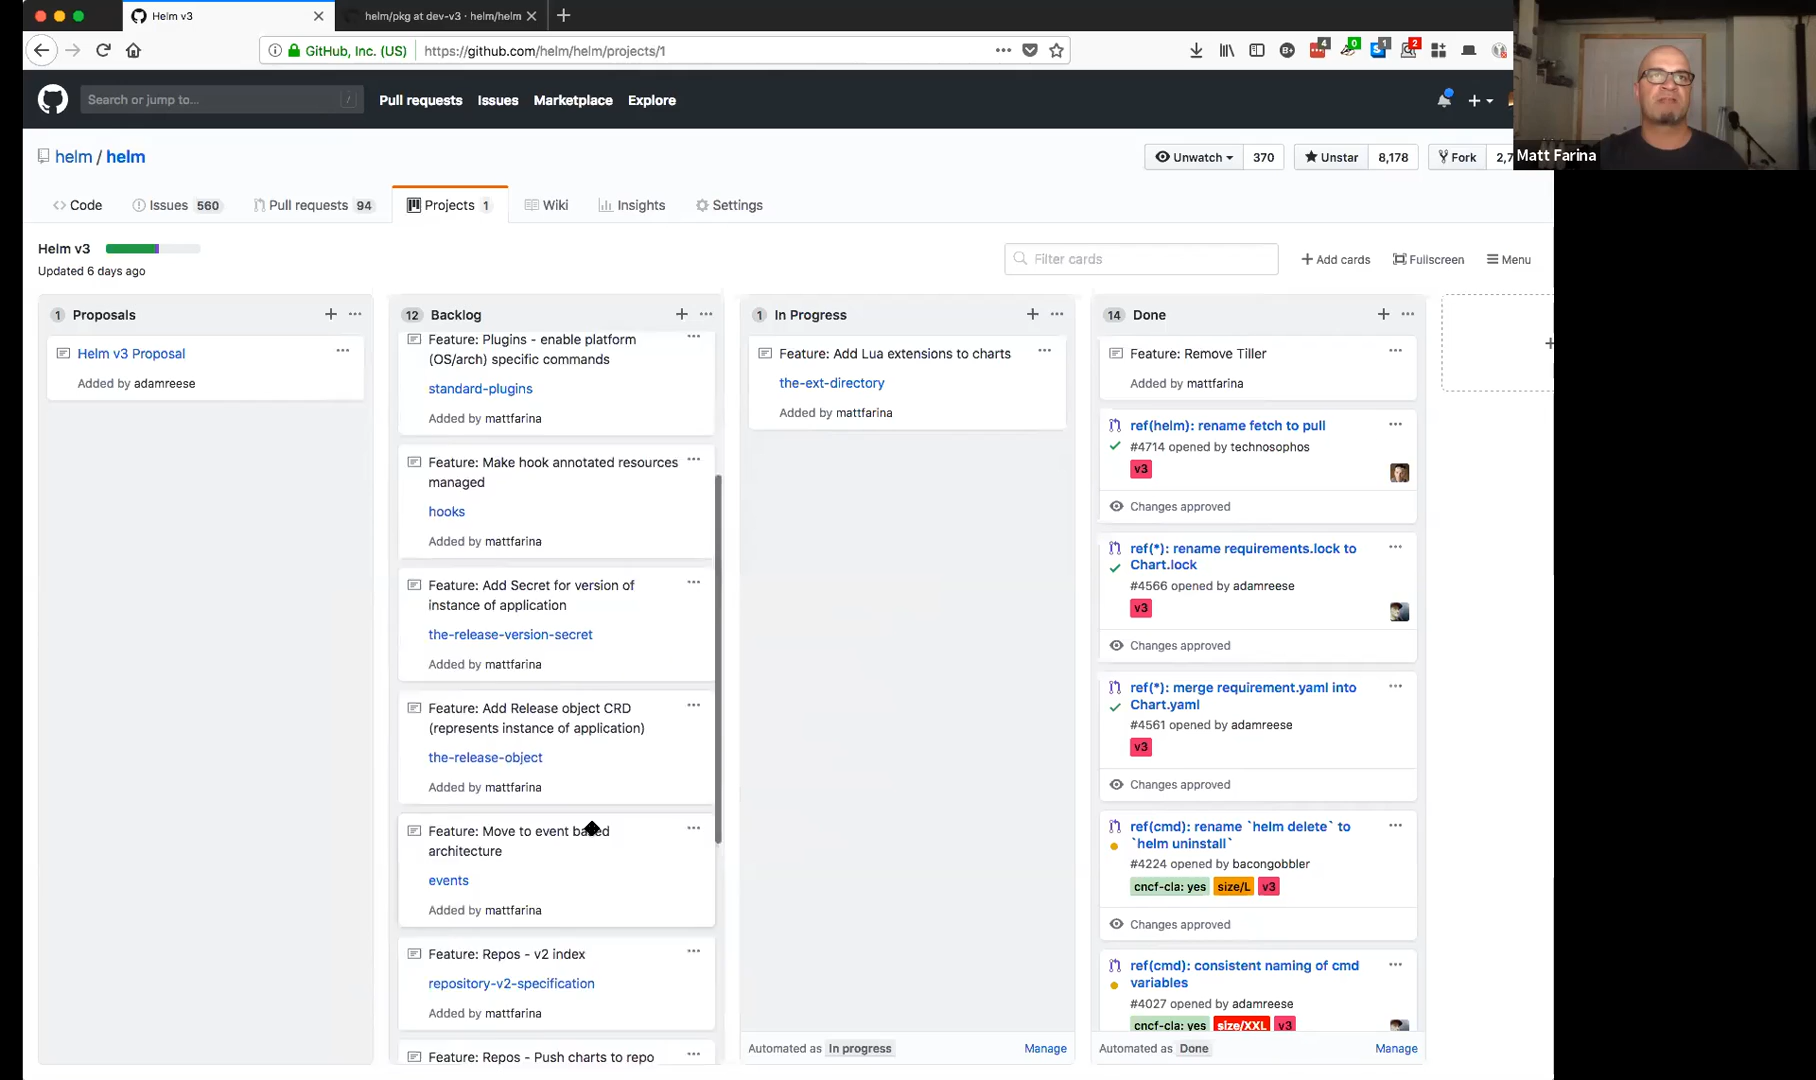 Helm v3
helm/pkg at dev-v3 · helm/helm
GitHub, Inc. (US)
https://github.com/helm/helm/projects/1
4
0
1
2
Search or jump to...
/
Pull requests
Issues
Marketplace
Explore
helm / helm
Unwatch
370
Unstar
8,178
Fork
2,7
Matt Farina
Code
Issues 560
Pull requests 94
Projects 1
Wiki
Insights
Settings
Helm v3
Updated 6 days ago
Filter cards
Add cards
Fullscreen
Menu
1 Proposals
Helm v3 Proposal
Added by adamreese
12 Backlog
Feature: Plugins - enable platform
(OS/arch) specific commands
standard-plugins
Added by mattfarina
Feature: Make hook annotated resources
managed
hooks
Added by mattfarina
Feature: Add Secret for version of
instance of application
the-release-version-secret
Added by mattfarina
Feature: Add Release object CRD
(represents instance of application)
the-release-object
Added by mattfarina
Feature: Move to event based
architecture
events
Added by mattfarina
Feature: Repos - v2 index
repository-v2-specification
Added by mattfarina
Feature: Repos - Push charts to repo
1 In Progress
Feature: Add Lua extensions to charts
the-ext-directory
Added by mattfarina
Automated as In progress
Manage
14 Done
Feature: Remove Tiller
Added by mattfarina
ref(helm): rename fetch to pull
#4714 opened by technosophos
v3
Changes approved
ref(*): rename requirements.lock to
Chart.lock
#4566 opened by adamreese
v3
Changes approved
ref(*): merge requirement.yaml into
Chart.yaml
#4561 opened by adamreese
v3
Changes approved
ref(cmd): rename `helm delete` to
`helm uninstall`
#4224 opened by bacongobbler
cncf-cla: yes size/L v3
Changes approved
ref(cmd): consistent naming of cmd
variables
#4027 opened by adamreese
cncf-cla: yes size/XXL v3
Automated as Done
Manage